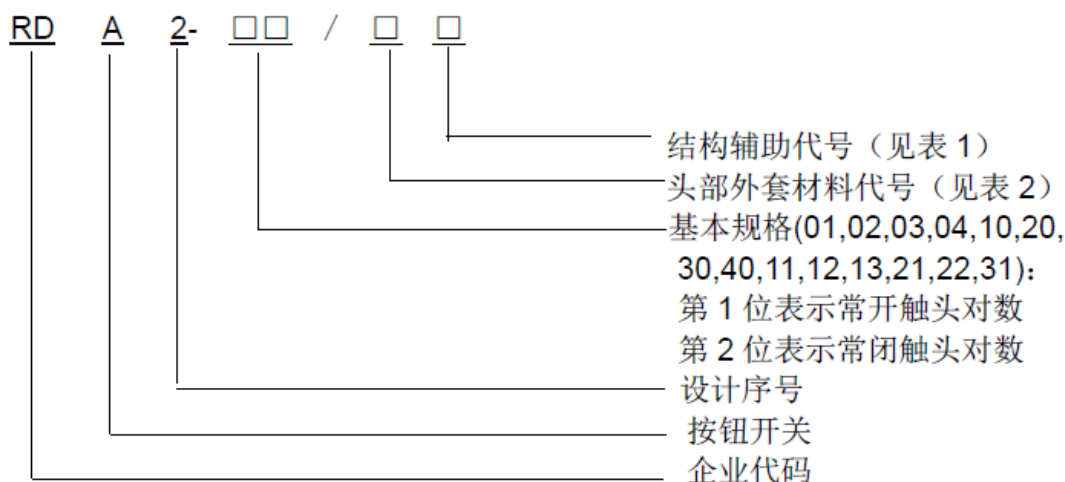 RD A 2- □□ / □ □
结构辅助代号（见表 1）
头部外套材料代号（见表 2）
基本规格(01,02,03,04,10,20,
30,40,11,12,13,21,22,31)：
第 1 位表示常开触头对数
第 2 位表示常闭触头对数
设计序号
按钮开关
企业代码